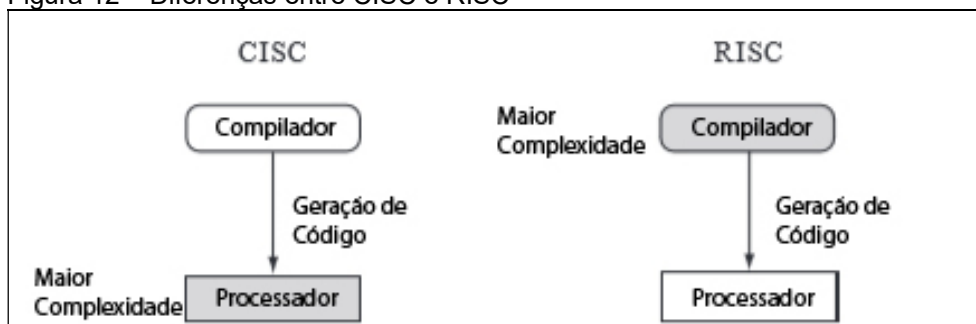 Figura 12 – Diferenças entre CISC e RISC
CISC
Compilador
Geração de
Código
Maior
Complexidade
Processador
RISC
Maior
Complexidade
Compilador
Geração de
Código
Processador